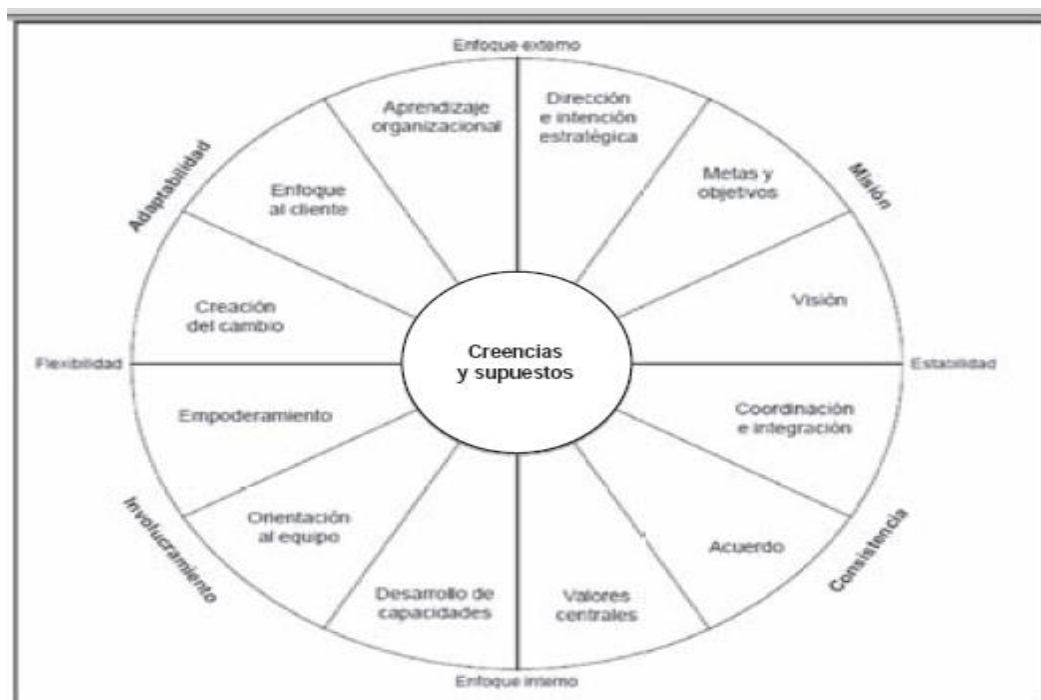 Enfoque externo
Aprendizaje
organizacional
Dirección
e intención
estratégica
Metas y
objetivos
Misión
Adaptabilidad
Enfoque
al cliente
Visión
Creación
del cambio
Creencias
y supuestos
Flexibilidad
Estabilidad
Empoderamiento
Coordinación
e integración
Orientación
al equipo
Acuerdo
Involucramiento
Consistencia
Desarrollo de
capacidades
Valores
centrales
Enfoque interno